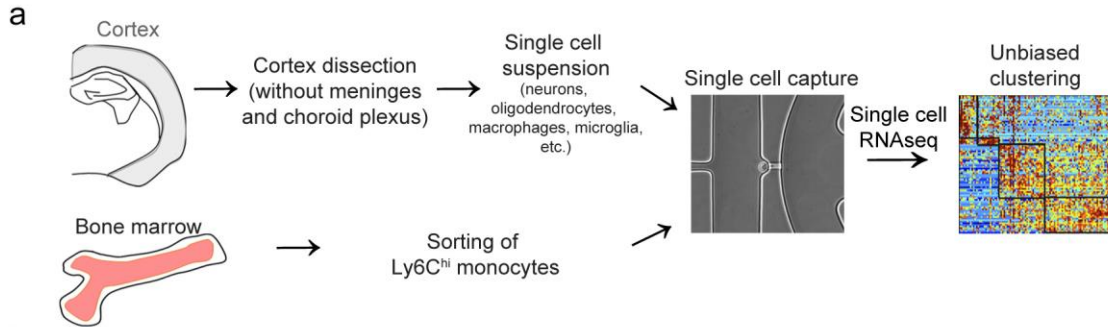 a
Cortex
Cortex dissection
(without meninges
and choroid plexus)
Single cell
suspension
(neurons,
oligodendrocytes,
macrophages, microglia,
etc.)
Single cell capture
Single cell
RNAseq
Unbiased
clustering
Bone marrow
Sorting of
Ly6Cʰⁱ monocytes